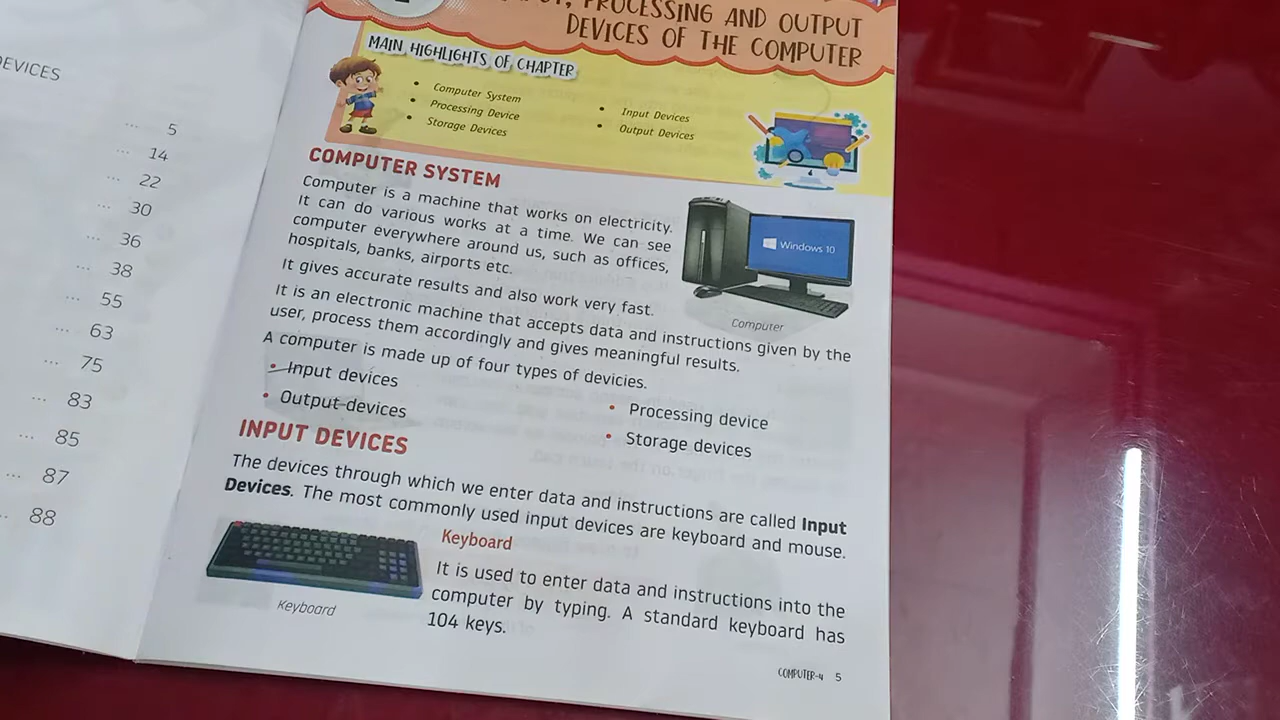 EVICES
... 5
... 14
... 22
... 30
... 36
... 38
... 55
... 63
... 75
... 83
... 85
... 87
.. 88
PROCESSING AND OUTPUT
DEVICES OF THE COMPUTER
MAIN HIGHLIGHTS OF CHAPTER
• Computer System
• Processing Device
• Storage Devices
• Input Devices
• Output Devices
COMPUTER SYSTEM
Computer is a machine that works on electricity.
It can do various works at a time. We can see
computer everywhere around us, such as offices,
hospitals, banks, airports etc.
It gives accurate results and also work very fast.
Windows 10
Computer
It is an electronic machine that accepts data and instructions given by the
user, process them accordingly and gives meaningful results.
A computer is made up of four types of devicies.
• Input devices
• Output devices
• Processing device
• Storage devices
INPUT DEVICES
The devices through which we enter data and instructions are called Input
Devices. The most commonly used input devices are keyboard and mouse.
Keyboard
Keyboard
It is used to enter data and instructions into the
computer by typing. A standard keyboard has
104 keys.
COMPUTER-4 5